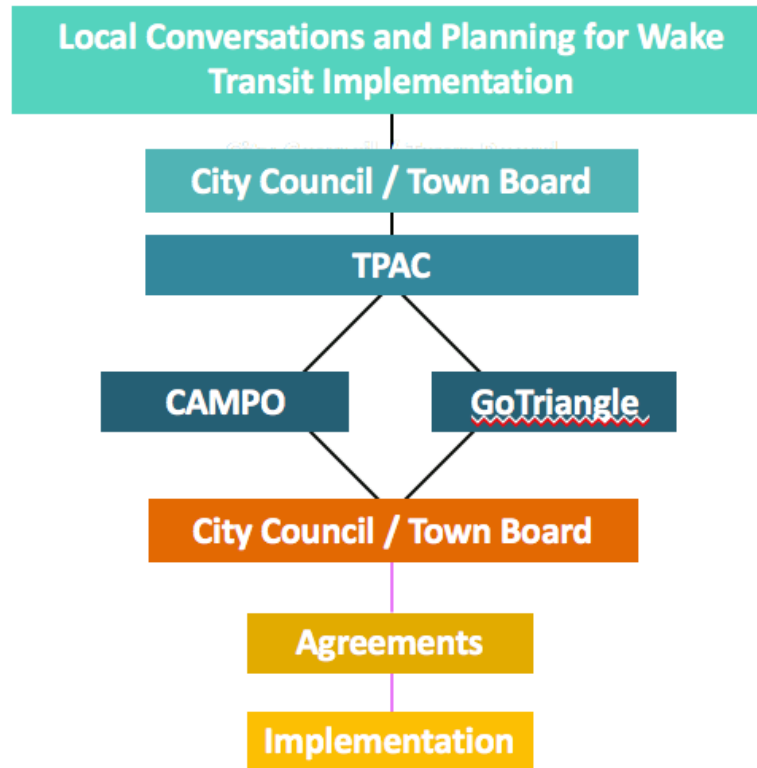 Local Conversations and Planning for Wake
Transit Implementation
City Council / Town Board
TPAC
CAMPO
GoTriangle
City Council / Town Board
Agreements
Implementation